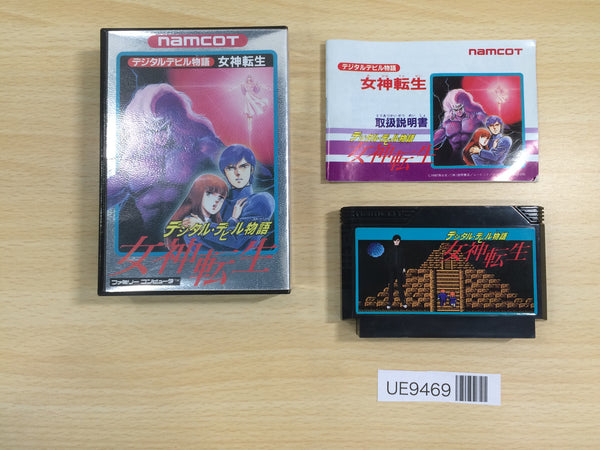 namcot
デジタルデビル物語 女神転生
デジタル・デビル物語
女神転生
ファミリー コンピュータ
namcot
デジタルデビル物語
女神転生
取扱説明書
デジタル・デビル物語
女神転生
デジタル・デビル物語
女神転生
UE9469